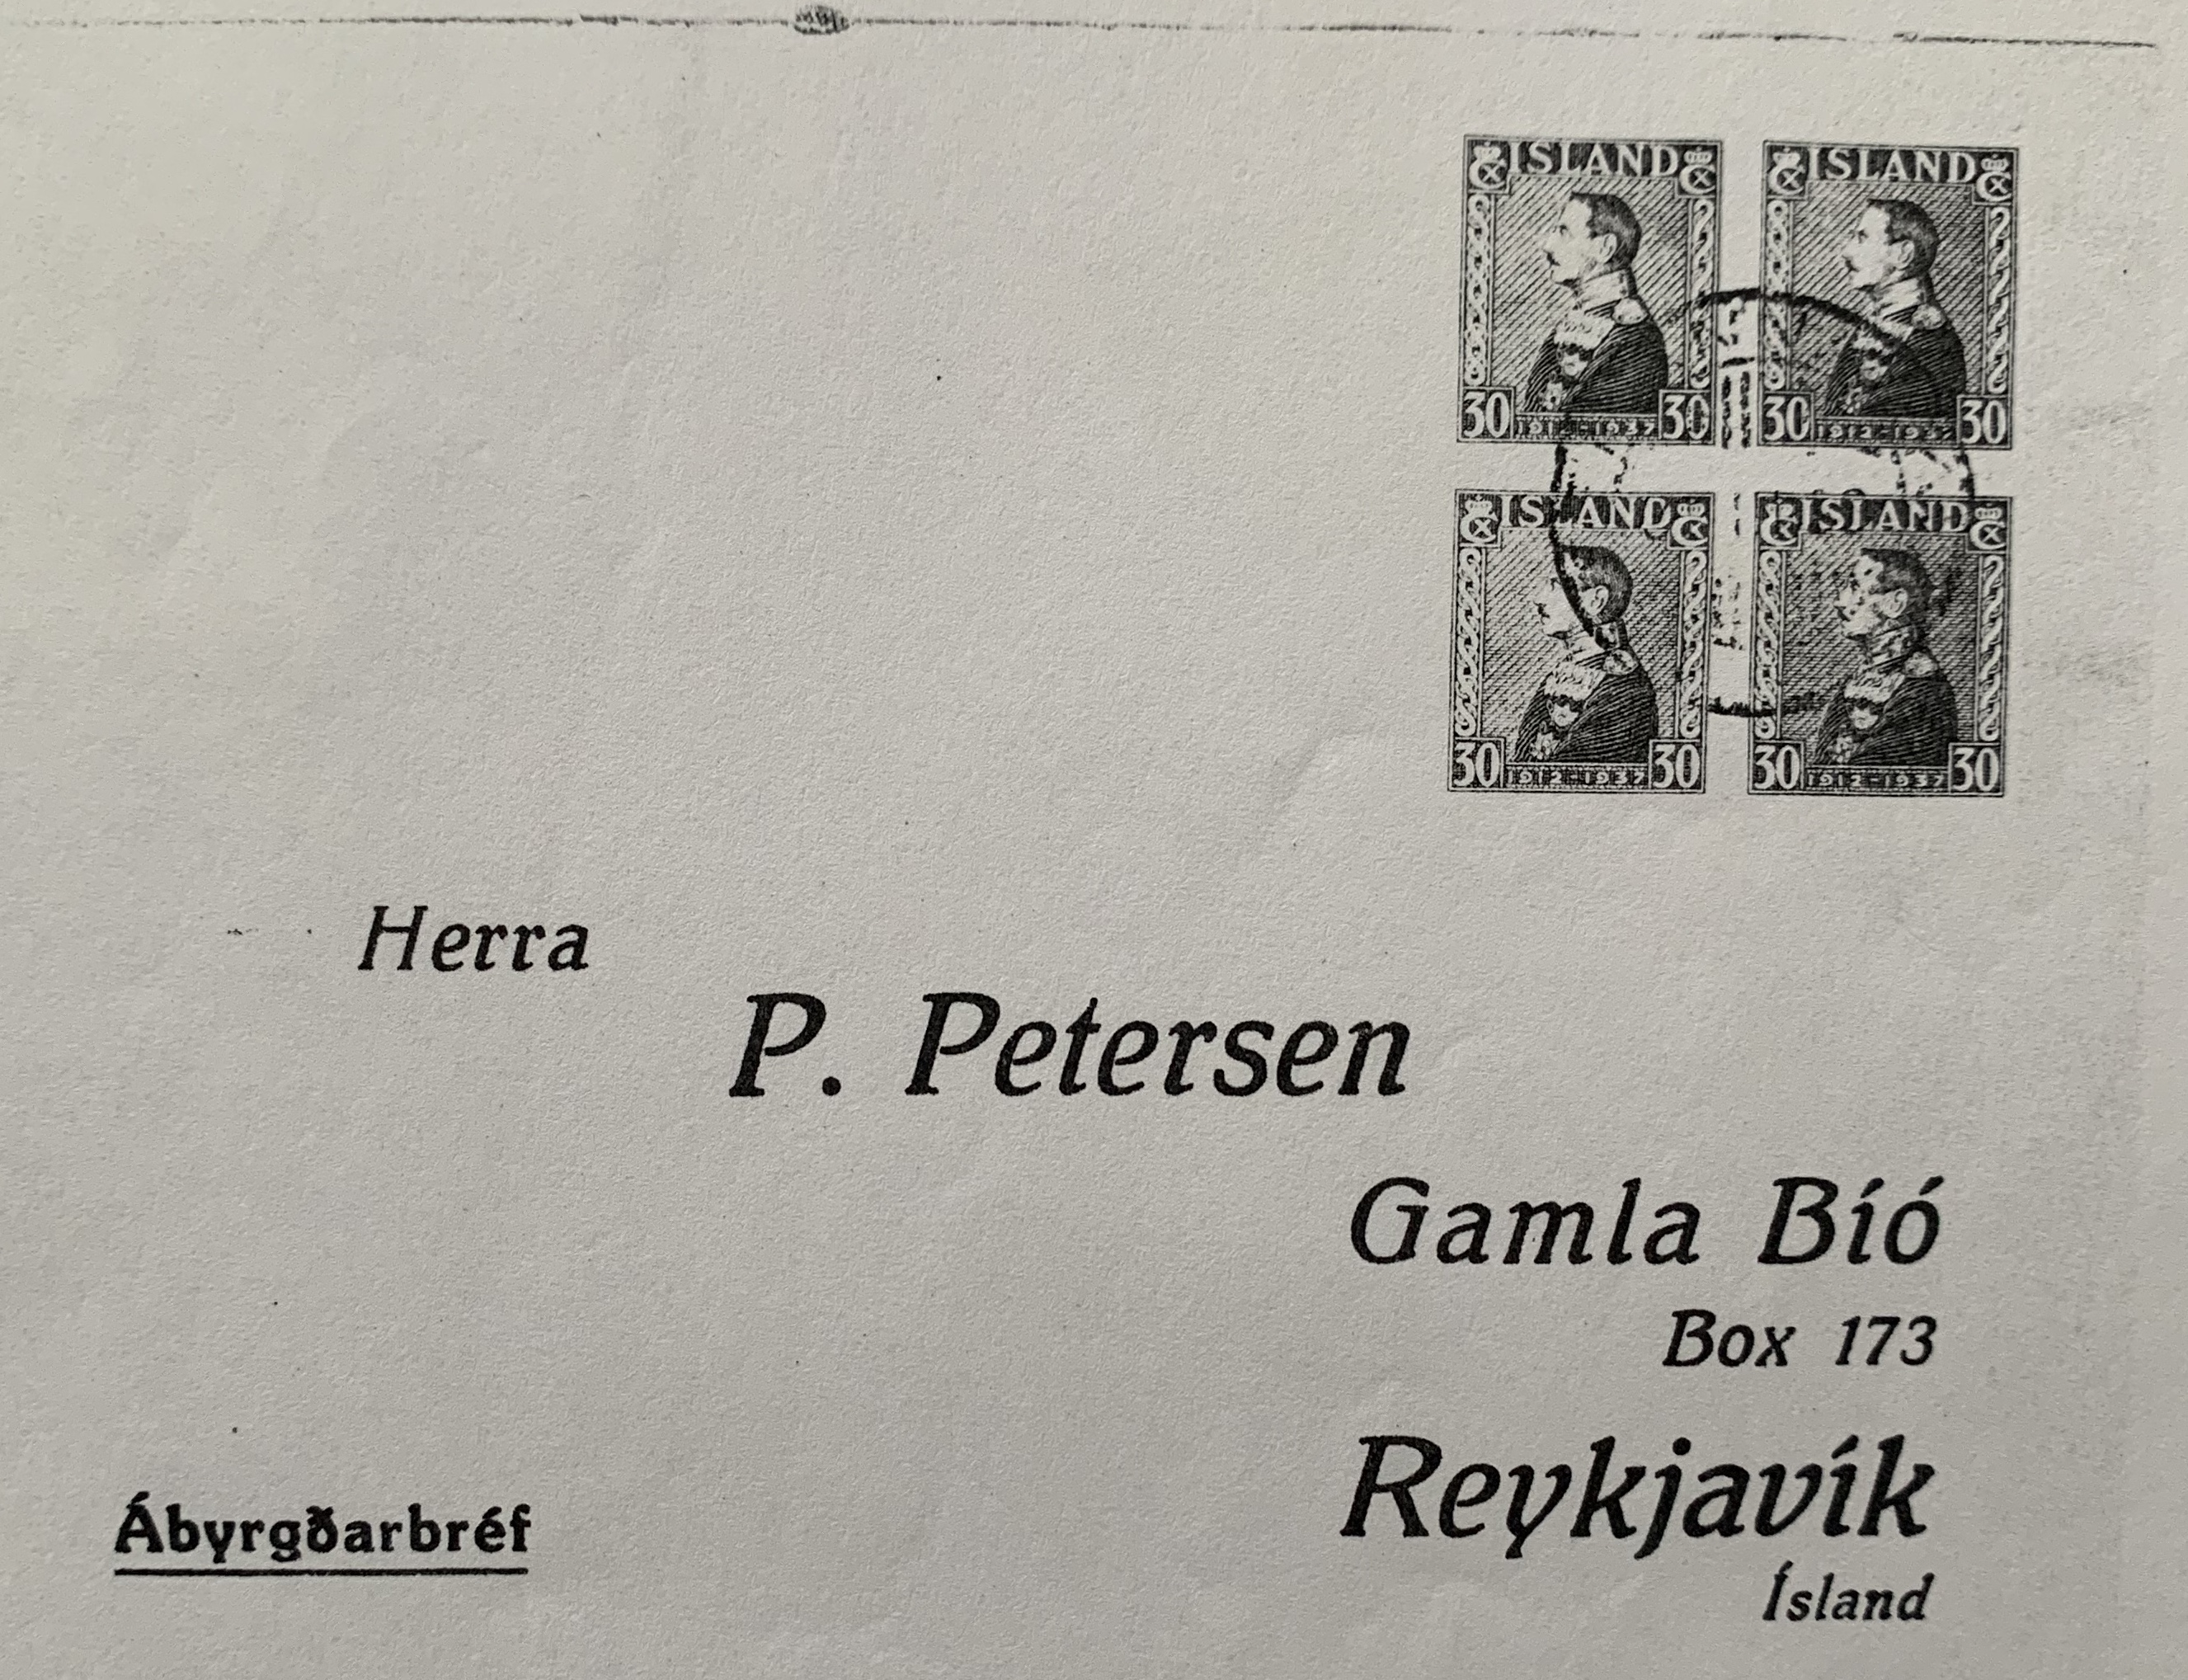 ISLAND ISLAND
30 1912-1937 30 30 1912-1937 30
ISLAND ISLAND
30 1912-1937 30 30 1912-1937 30
Herra
P. Petersen
Gamla Bíó
Box 173
Reykjavík
Ísland
Ábyrgðarbréf